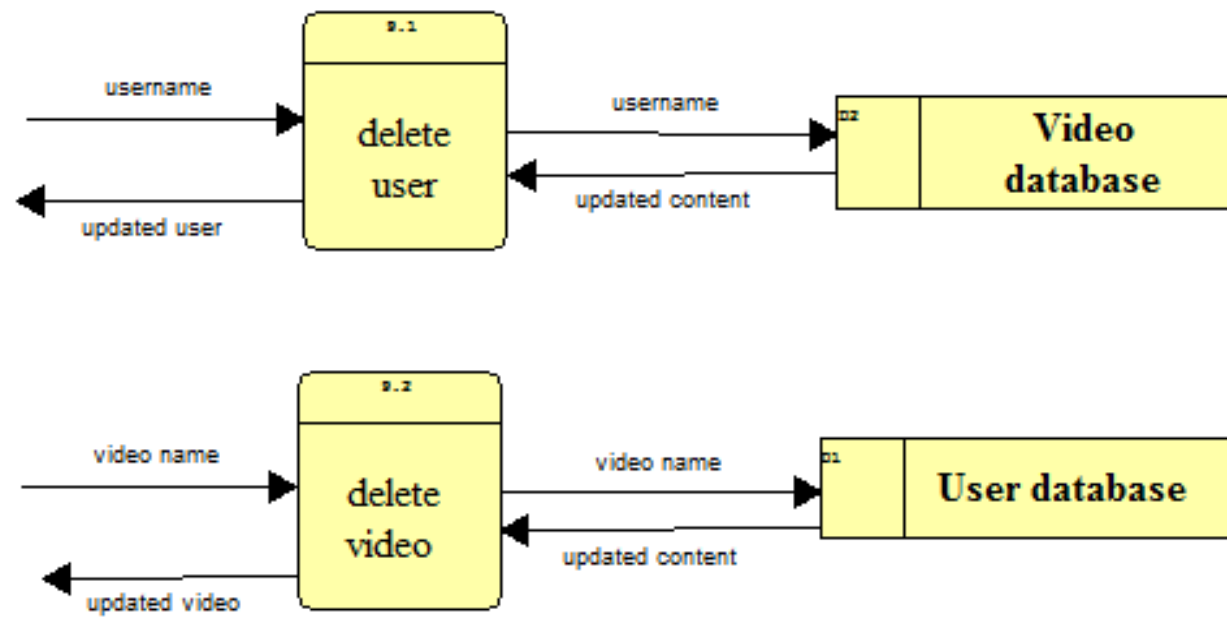 9.1
username
delete
user
updated user
username
updated content
D2
Video
database
9.2
video name
delete
video
updated video
video name
updated content
D1
User database